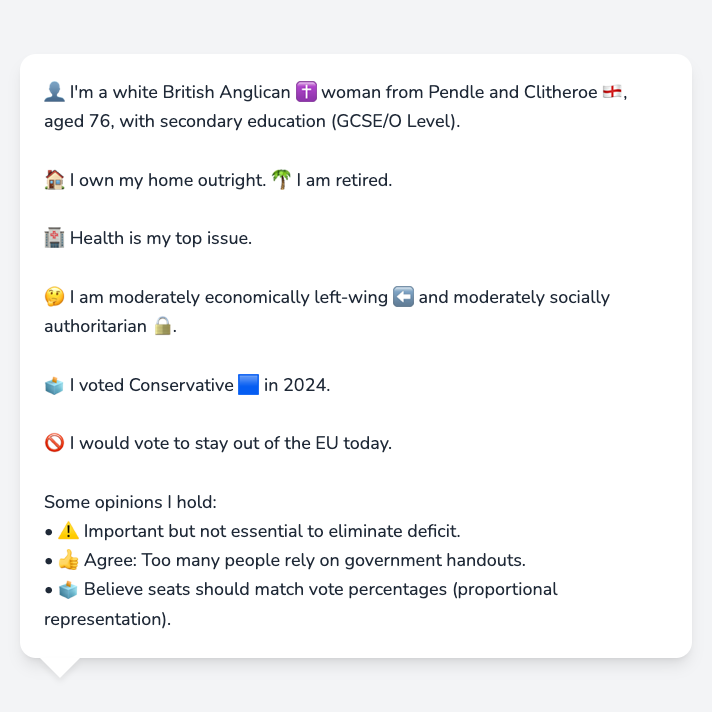 👤 I'm a white British Anglican ✝️ woman from Pendle and Clitheroe 🏴󠁧󠁢󠁥󠁮󠁧󠁿,
aged 76, with secondary education (GCSE/O Level).
🏠 I own my home outright. 🌴 I am retired.
🏥 Health is my top issue.
🤔 I am moderately economically left-wing ⬅️ and moderately socially
authoritarian 🔒.
🗳️ I voted Conservative 🟦 in 2024.
🚫 I would vote to stay out of the EU today.
Some opinions I hold:
• ⚠️ Important but not essential to eliminate deficit.
• 👍 Agree: Too many people rely on government handouts.
• 🗳️ Believe seats should match vote percentages (proportional
representation).